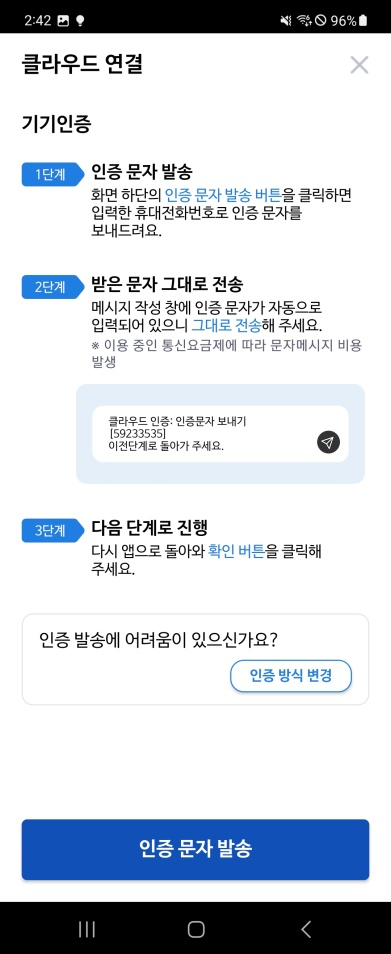 2:42
96%
클라우드 연결
기기인증
1단계
인증 문자 발송
화면 하단의 인증 문자 발송 버튼을 클릭하면
입력한 휴대전화번호로 인증 문자를
보내드려요.
2단계
받은 문자 그대로 전송
메시지 작성 창에 인증 문자가 자동으로
입력되어 있으니 그대로 전송해 주세요.
※ 이용 중인 통신요금제에 따라 문자메시지 비용
발생
클라우드 인증: 인증문자 보내기
[59233535]
이전단계로 돌아가 주세요.
3단계
다음 단계로 진행
다시 앱으로 돌아와 확인 버튼을 클릭해
주세요.
인증 발송에 어려움이 있으신가요?
인증 방식 변경
인증 문자 발송